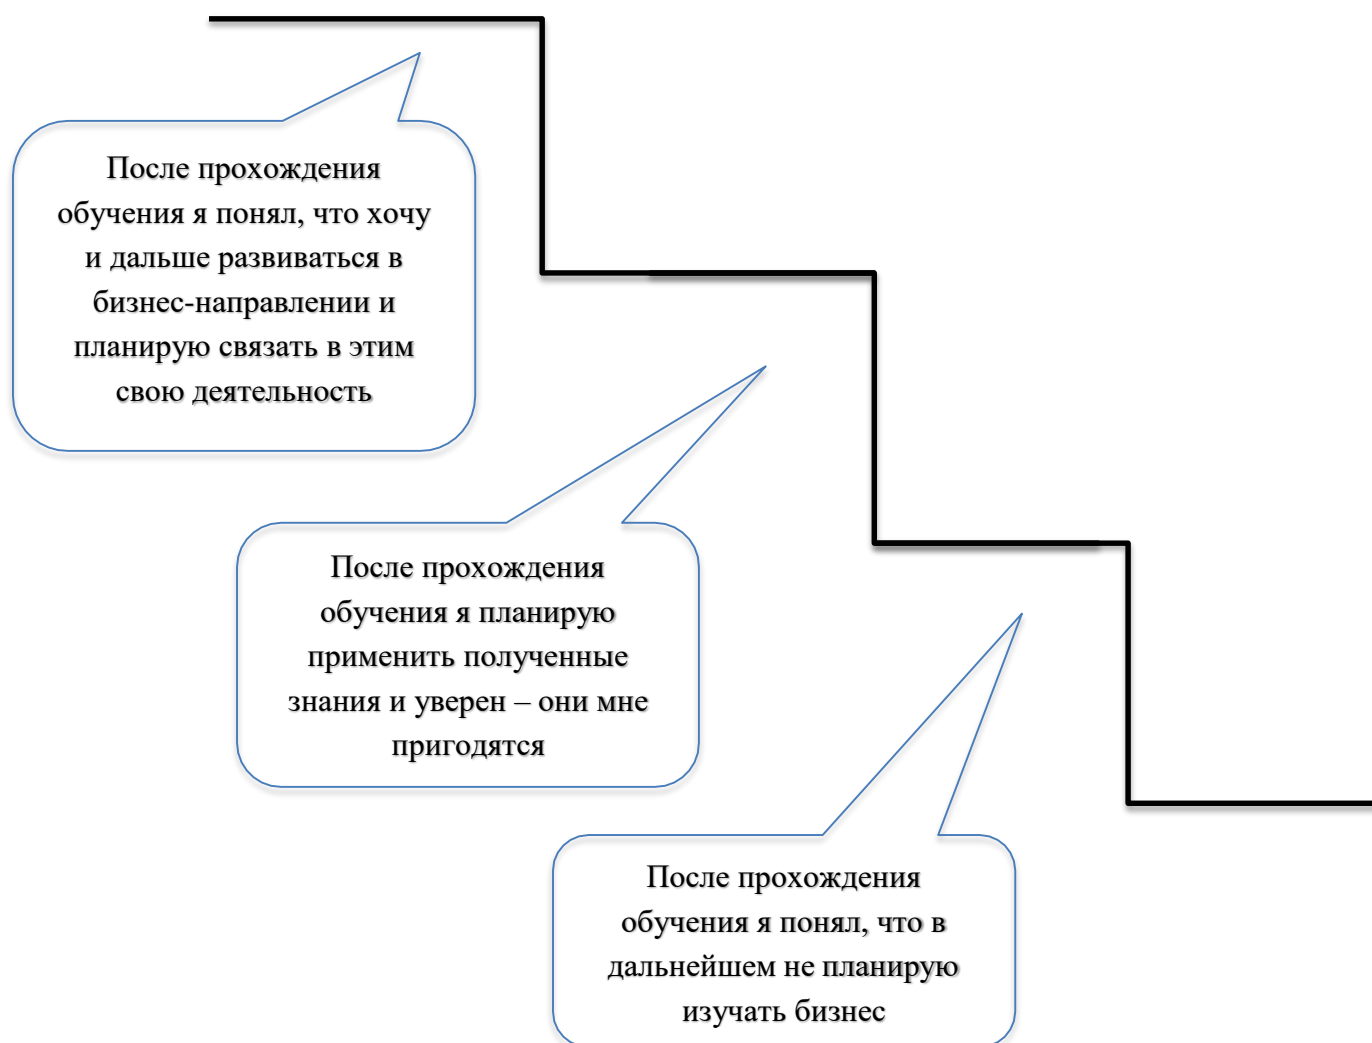 После прохождения
обучения я понял, что хочу
и дальше развиваться в
бизнес-направлении и
планирую связать в этим
свою деятельность
После прохождения
обучения я планирую
применить полученные
знания и уверен – они мне
пригодятся
После прохождения
обучения я понял, что в
дальнейшем не планирую
изучать бизнес